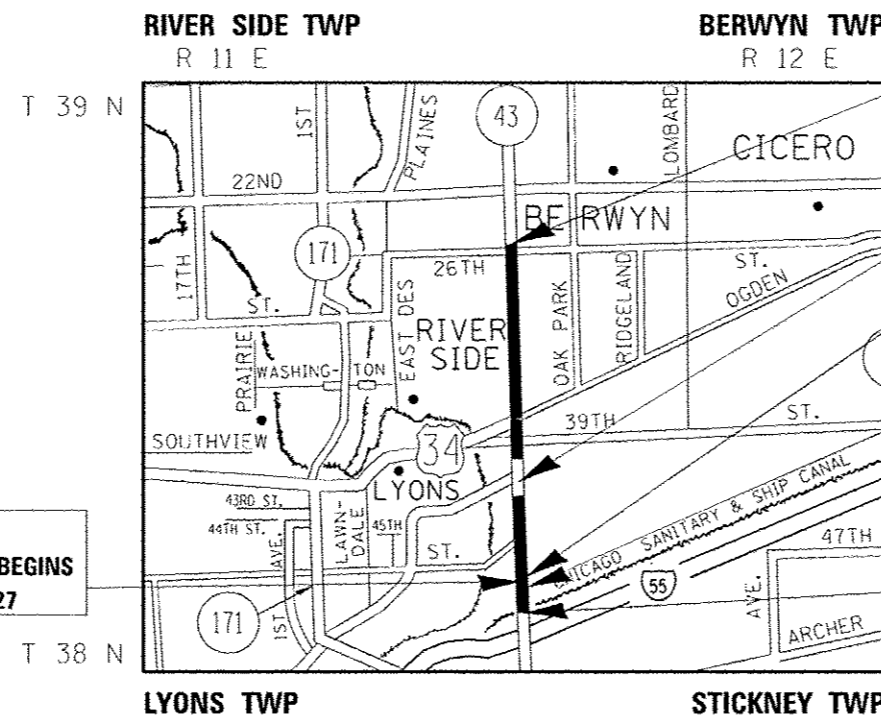 RIVER SIDE TWP
BERWYN TWP
R 11 E
R 12 E
T 39 N
1ST
PLAINES
43
LOMBARD
CICERO
22ND
BERWYN
171
17TH
26TH
ST.
OGDEN
ST.
EAST DES
RIVER
SIDE
OAK PARK
RIDGELAND
PRAIRIE
WASHING-
TON
39TH
ST.
SOUTHVIEW
34
LYONS
43RD ST.
44TH ST.
AVE.
LAWN-
DALE
45TH
ST.
CHICAGO SANITARY & SHIP CANAL
47TH
BEGINS
27
55
AVE.
171
1ST
ARCHER
T 38 N
LYONS TWP
STICKNEY TWP